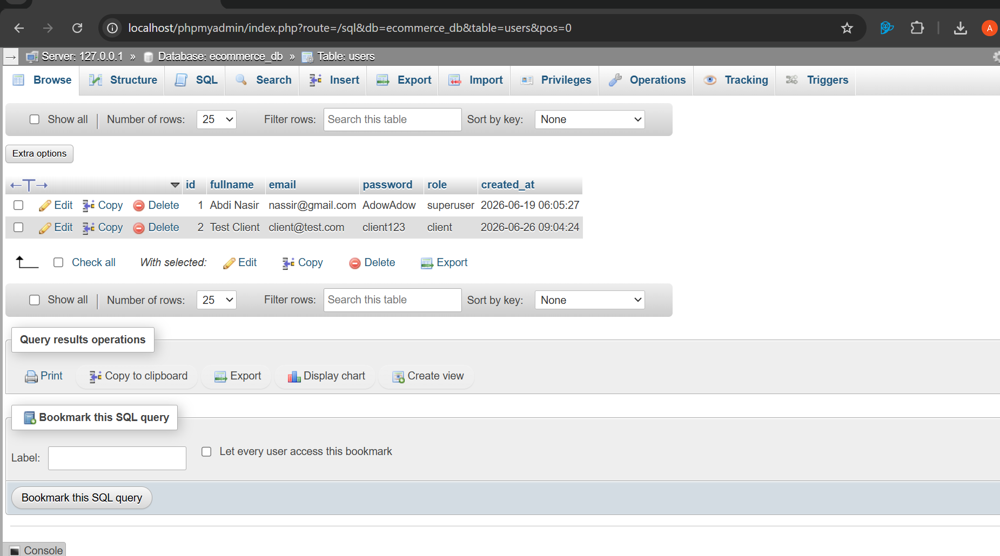 localhost/phpmyadmin/index.php?route=/sql&db=ecommerce_db&table=users&pos=0
A
Server: 127.0.0.1 » Database: ecommerce_db » Table: users
Browse Structure SQL Search Insert Export Import Privileges Operations Tracking Triggers
Show all Number of rows: 25 Filter rows: Search this table Sort by key: None
Extra options
id fullname email password role created_at
Edit Copy Delete 1 Abdi Nasir nassir@gmail.com AdowAdow superuser 2026-06-19 06:05:27
Edit Copy Delete 2 Test Client client@test.com client123 client 2026-06-26 09:04:24
Check all With selected: Edit Copy Delete Export
Show all Number of rows: 25 Filter rows: Search this table Sort by key: None
Query results operations
Print Copy to clipboard Export Display chart Create view
Bookmark this SQL query
Label: Let every user access this bookmark
Bookmark this SQL query
Console